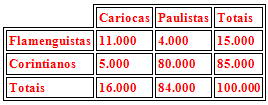 Cariocas Paulistas Totais
Flamenguistas 11.000 4.000 15.000
Corintianos 5.000 80.000 85.000
Totais 16.000 84.000 100.000